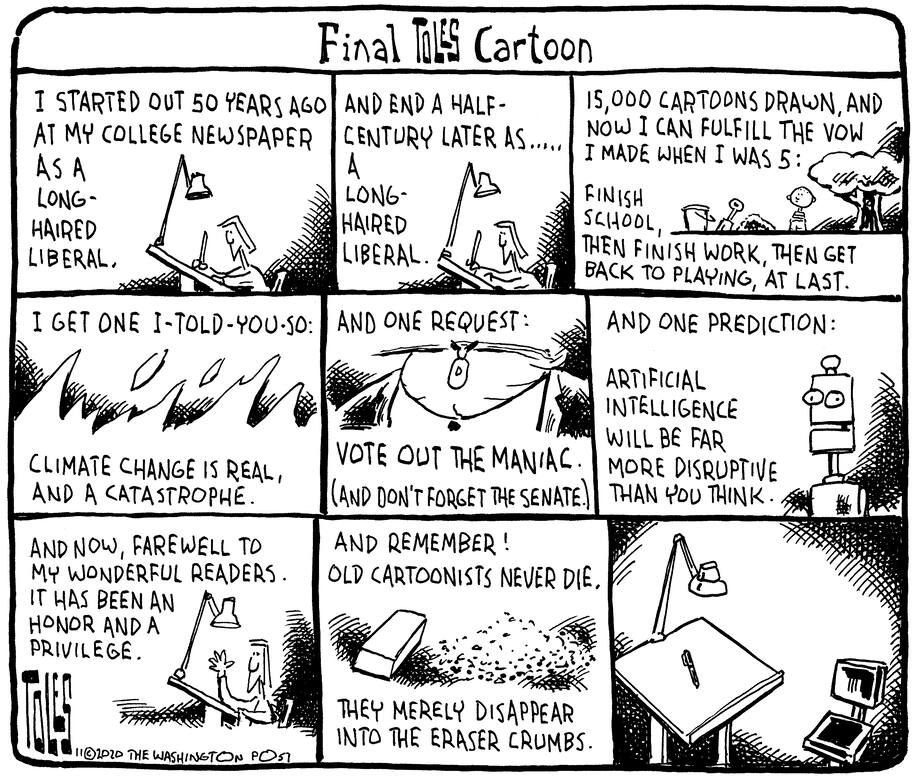 Final TOLES Cartoon
I STARTED OUT 50 YEARS AGO
AT MY COLLEGE NEWSPAPER
AS A
LONG-
HAIRED
LIBERAL.
AND END A HALF-
CENTURY LATER AS.....
A
LONG-
HAIRED
LIBERAL.
15,000 CARTOONS DRAWN, AND
NOW I CAN FULFILL THE VOW
I MADE WHEN I WAS 5:
FINISH
SCHOOL,
THEN FINISH WORK, THEN GET
BACK TO PLAYING, AT LAST.
I GET ONE I-TOLD-YOU-SO:
CLIMATE CHANGE IS REAL,
AND A CATASTROPHE.
AND ONE REQUEST:
VOTE OUT THE MANIAC.
(AND DON'T FORGET THE SENATE.)
AND ONE PREDICTION:
ARTIFICIAL
INTELLIGENCE
WILL BE FAR
MORE DISRUPTIVE
THAN YOU THINK.
AND NOW, FAREWELL TO
MY WONDERFUL READERS.
IT HAS BEEN AN
HONOR AND A
PRIVILEGE.
TOLES
11©2020 THE WASHINGTON POST
AND REMEMBER!
OLD CARTOONISTS NEVER DIE.
THEY MERELY DISAPPEAR
INTO THE ERASER CRUMBS.